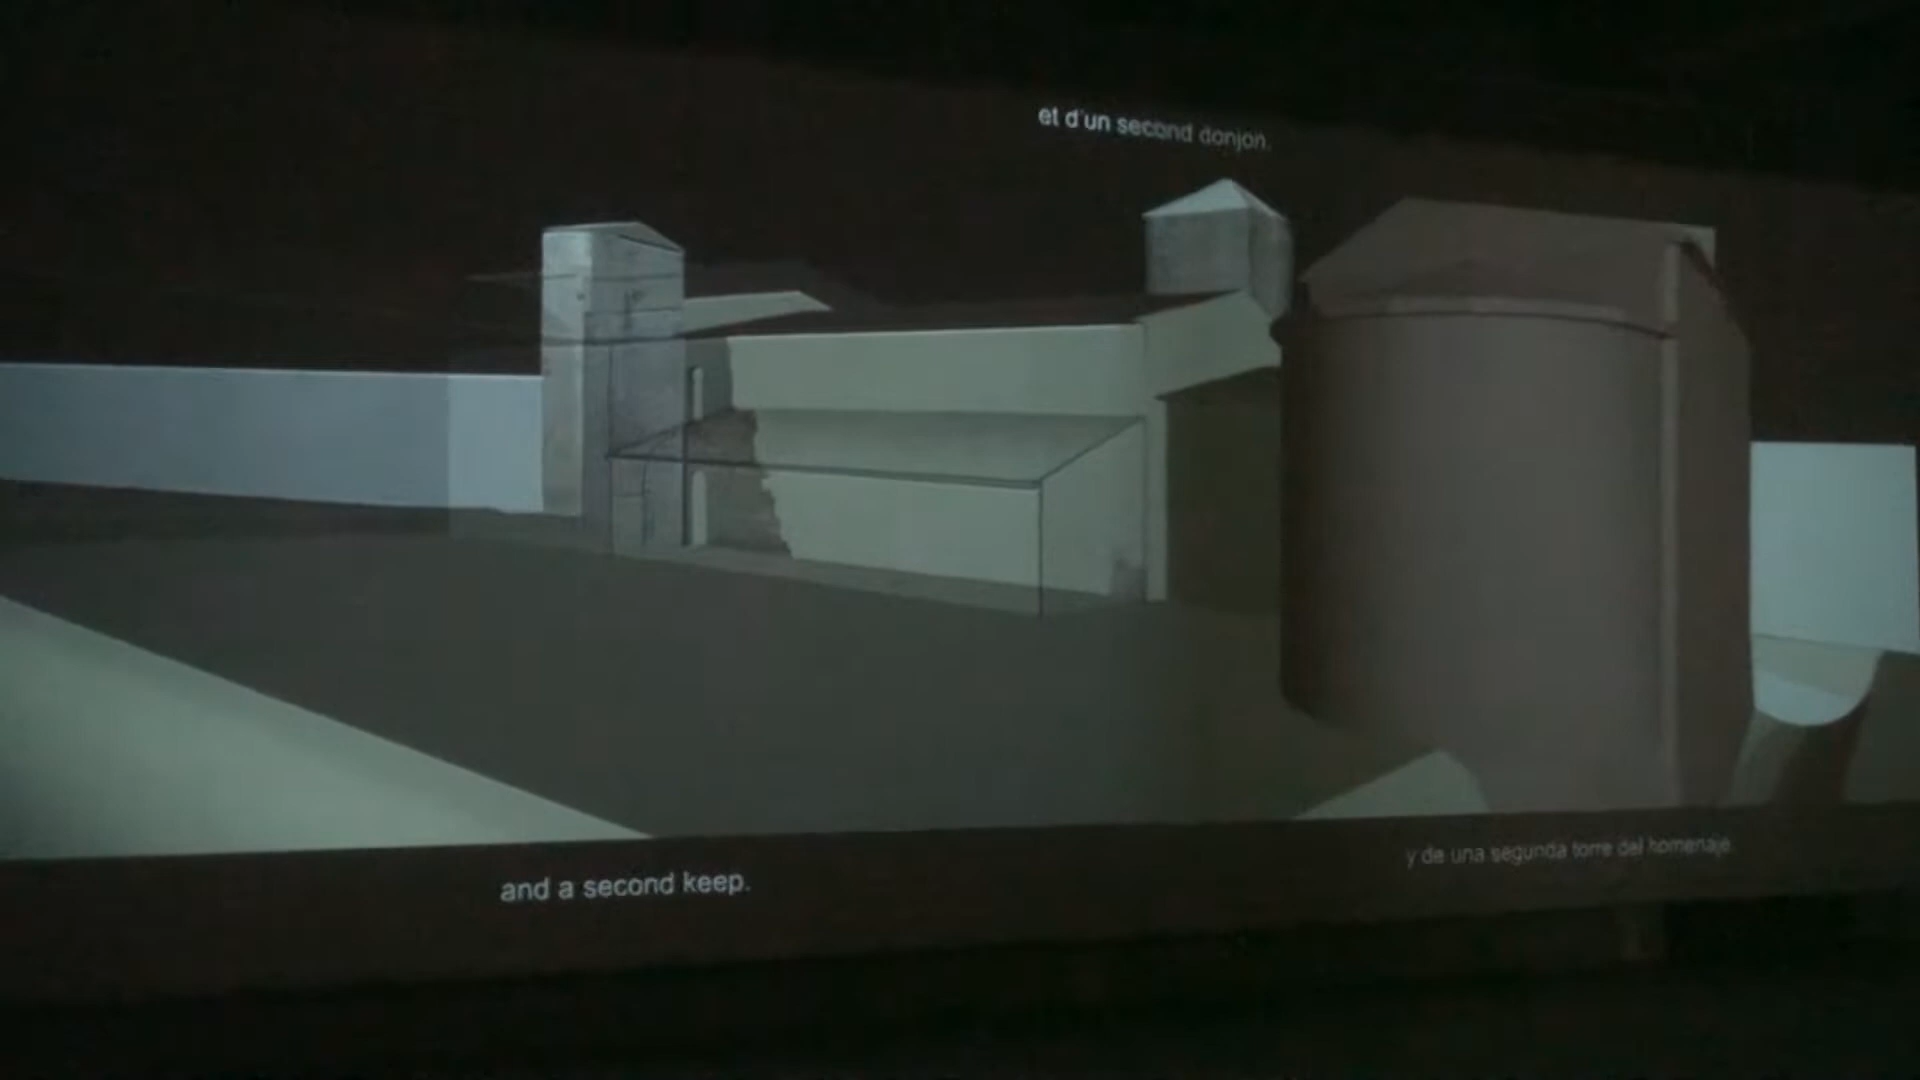 et d'un second donjon.
and a second keep.
y de una segunda torre del homenaje.